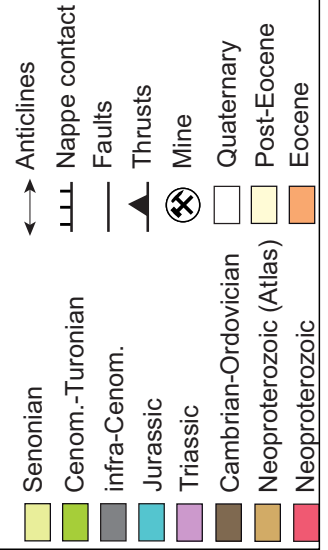 Senonian
Cenom.-Turonian
infra-Cenom.
Jurassic
Triassic
Cambrian-Ordovician
Neoproterozoic (Atlas)
Neoproterozoic
Anticlines
Nappe contact
Faults
Thrusts
Mine
Quaternary
Post-Eocene
Eocene